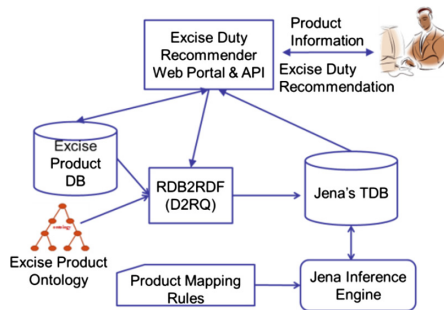 Excise Duty
Recommender
Web Portal & API
Product
Information
Excise Duty
Recommendation
Excise
Product
DB
RDB2RDF
(D2RQ)
Jena's TDB
Excise Product
Ontology
Product Mapping
Rules
Jena Inference
Engine